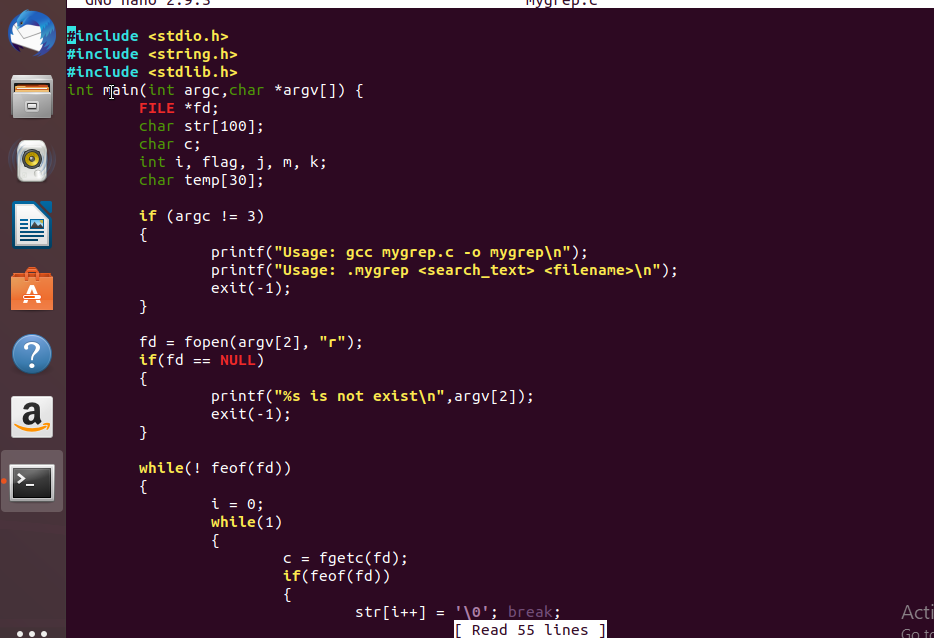 GNU nano 2.9.3 Mygrep.c
#include <stdio.h>
#include <string.h>
#include <stdlib.h>
int main(int argc,char *argv[]) {
        FILE *fd;
        char str[100];
        char c;
        int i, flag, j, m, k;
        char temp[30];
        if (argc != 3)
        {
                printf("Usage: gcc mygrep.c -o mygrep\n");
                printf("Usage: .mygrep <search_text> <filename>\n");
                exit(-1);
        }
        fd = fopen(argv[2], "r");
        if(fd == NULL)
        {
                printf("%s is not exist\n",argv[2]);
                exit(-1);
        }
        while(! feof(fd))
        {
                i = 0;
                while(1)
                {
                        c = fgetc(fd);
                        if(feof(fd))
                        {
                                str[i++] = '\0'; break;
[ Read 55 lines ]
Acti
Go to